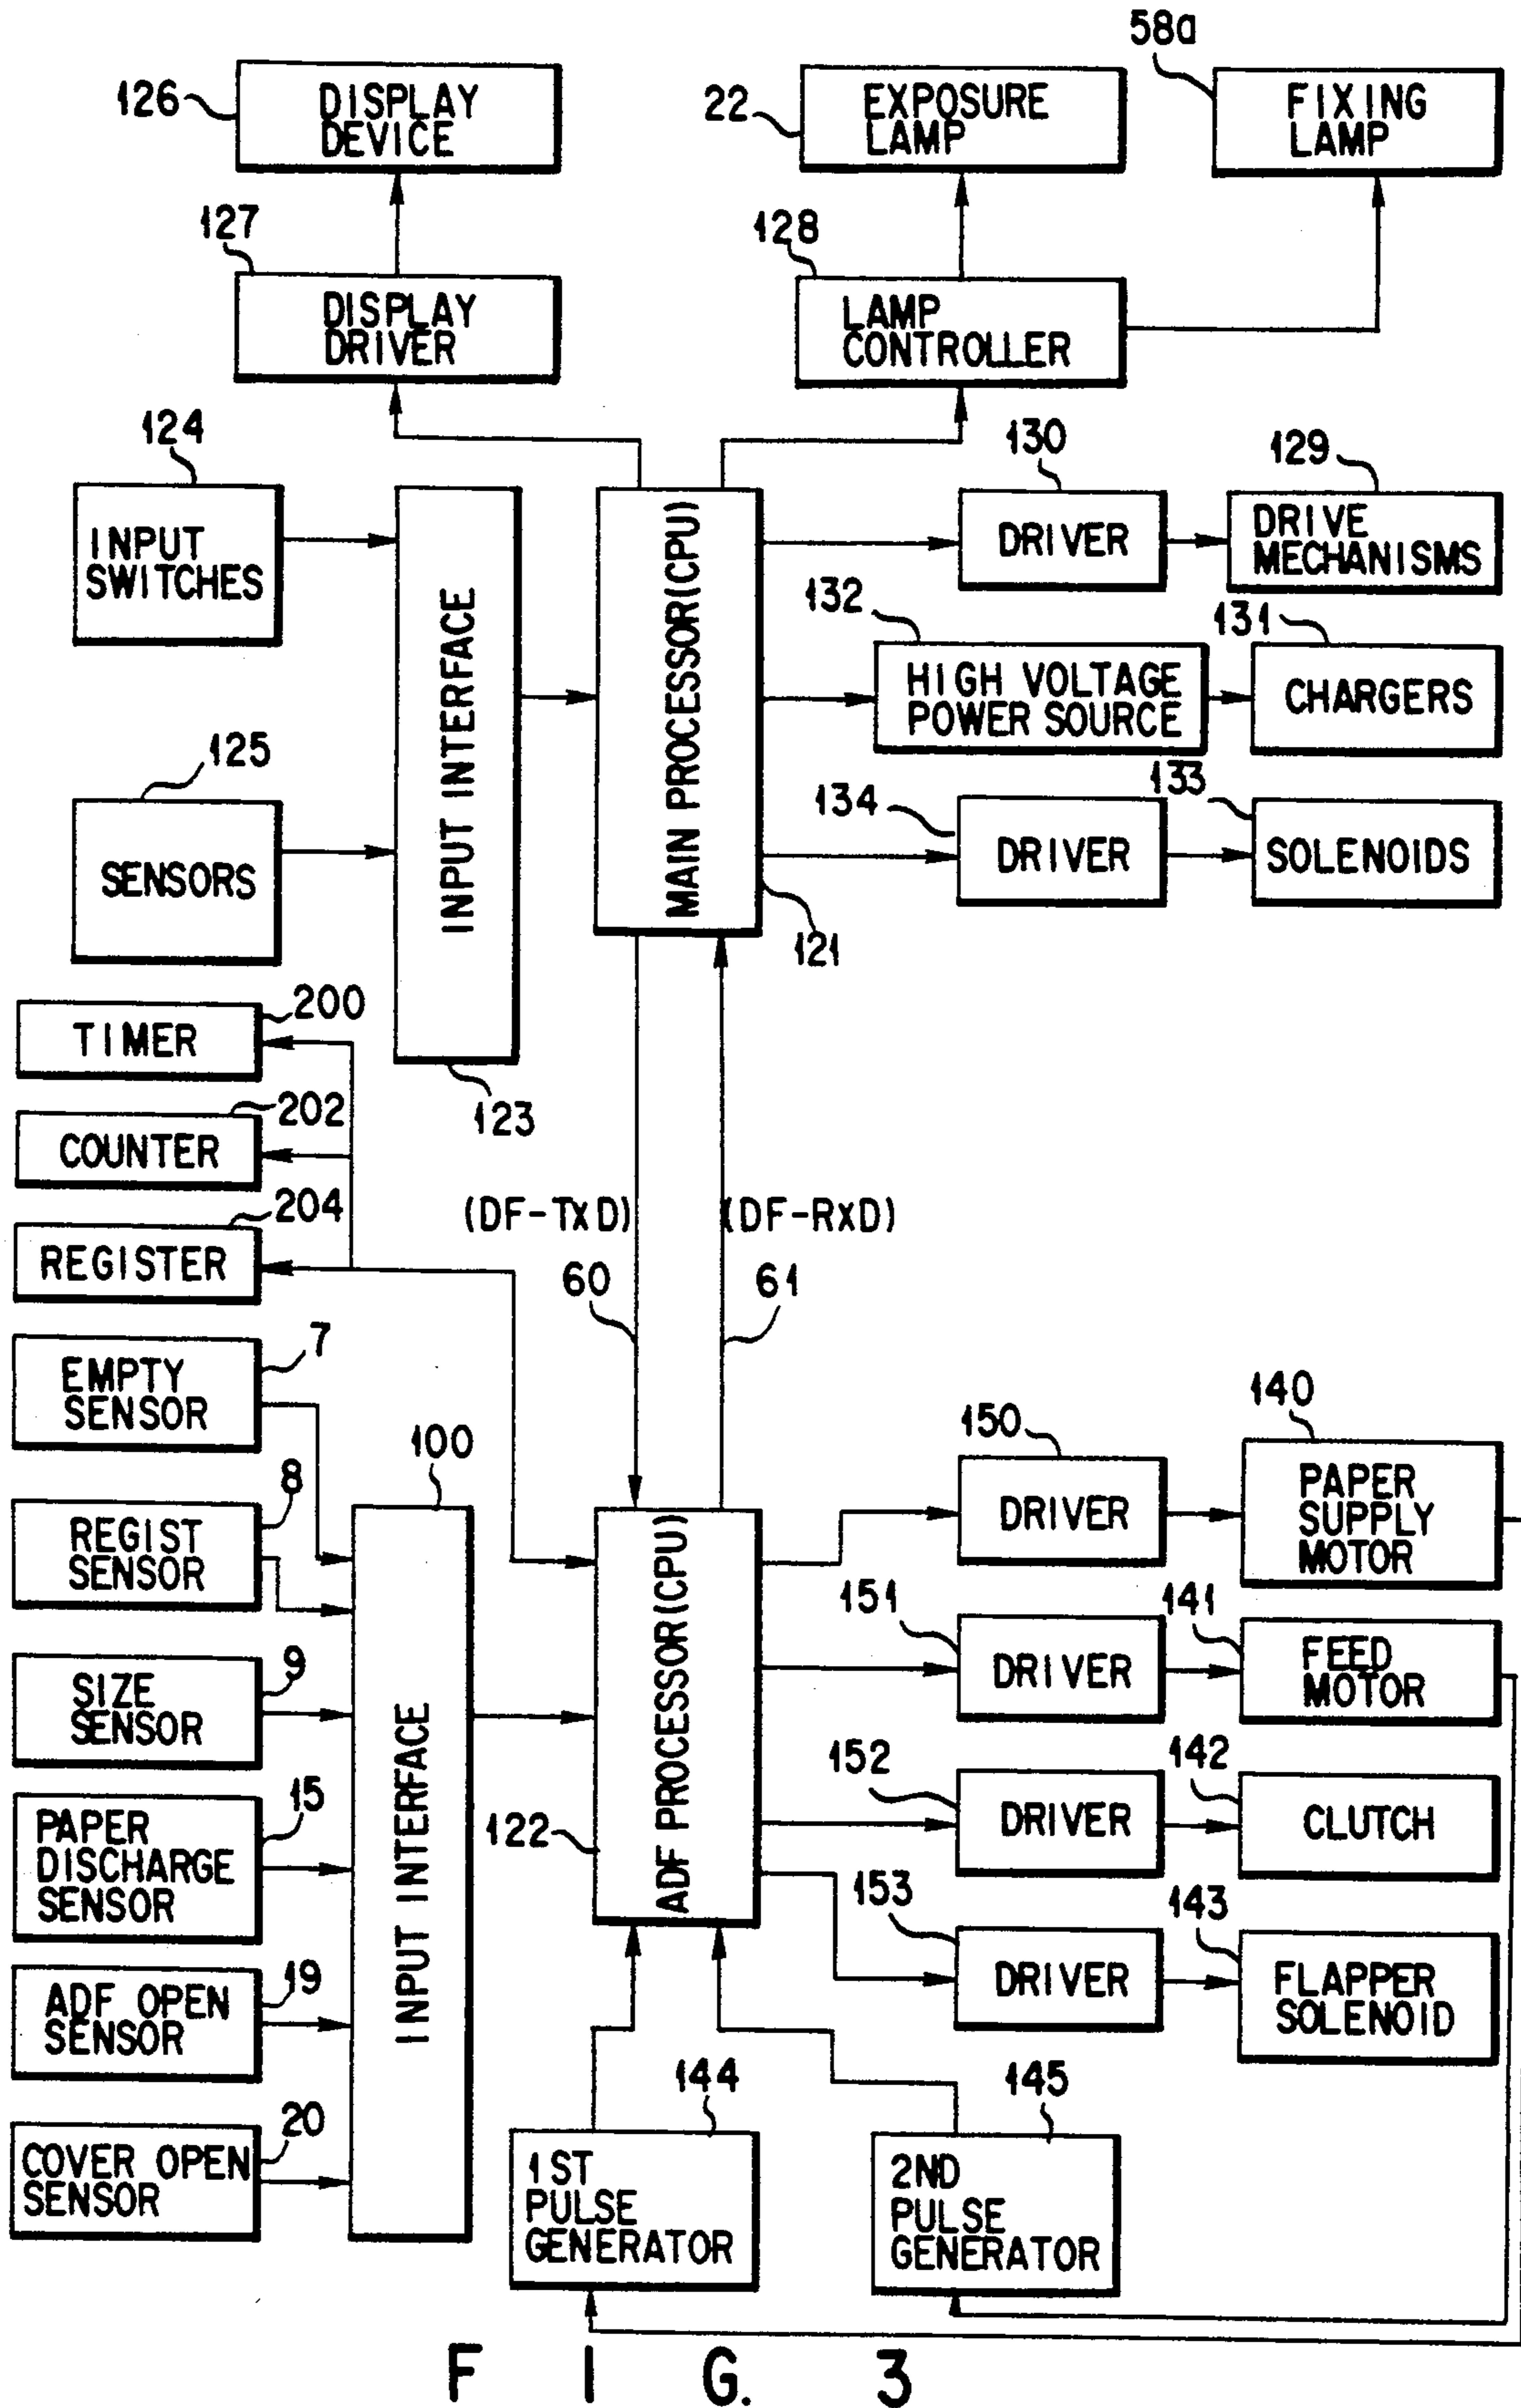 58a
126
DISPLAY
DEVICE
22
EXPOSURE
LAMP
FIXING
LAMP
127
DISPLAY
DRIVER
128
LAMP
CONTROLLER
124
INPUT
SWITCHES
130
DRIVER
129
DRIVE
MECHANISMS
INPUT INTERFACE
MAIN PROCESSOR(CPU)
132
HIGH VOLTAGE
POWER SOURCE
131
CHARGERS
125
SENSORS
134
DRIVER
133
SOLENOIDS
121
200
TIMER
123
202
COUNTER
204
REGISTER
(DF-TXD)
(DF-RXD)
60
61
7
EMPTY
SENSOR
8
REGIST
SENSOR
100
150
DRIVER
140
PAPER
SUPPLY
MOTOR
9
SIZE
SENSOR
INPUT INTERFACE
ADF PROCESSOR(CPU)
151
DRIVER
141
FEED
MOTOR
15
PAPER
DISCHARGE
SENSOR
122
152
DRIVER
142
CLUTCH
19
ADF OPEN
SENSOR
153
DRIVER
143
FLAPPER
SOLENOID
20
COVER OPEN
SENSOR
144
1ST
PULSE
GENERATOR
145
2ND
PULSE
GENERATOR
FIG. 3